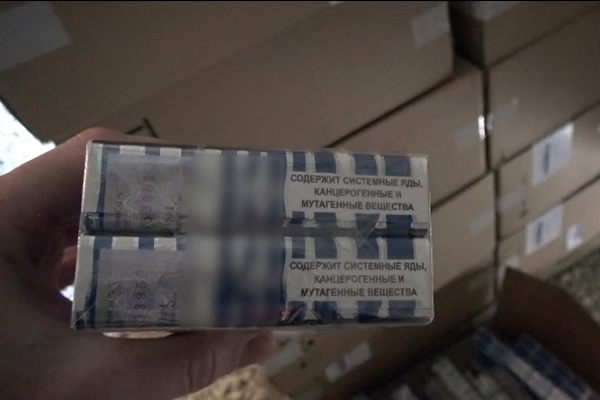 СОДЕРЖИТ СИСТЕМНЫЕ ЯДЫ,
КАНЦЕРОГЕННЫЕ И
МУТАГЕННЫЕ ВЕЩЕСТВА
СОДЕРЖИТ СИСТЕМНЫЕ ЯДЫ,
КАНЦЕРОГЕННЫЕ И
МУТАГЕННЫЕ ВЕЩЕСТВА